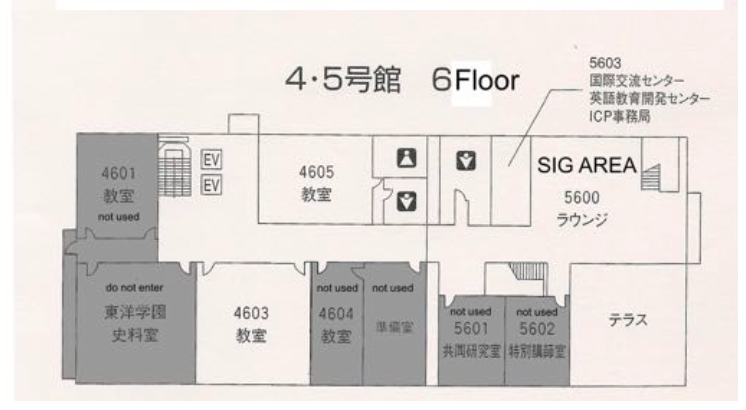 4・5号館 6Floor
5603
国際交流センター
英語教育開発センター
ICP事務局
4601
教室
not used
EV
EV
4605
教室
SIG AREA
5600
ラウンジ
do not enter
東洋学園
史料室
4603
教室
not used
4604
教室
not used
準備室
not used
5601
共同研究室
not used
5602
特別講師室
テラス